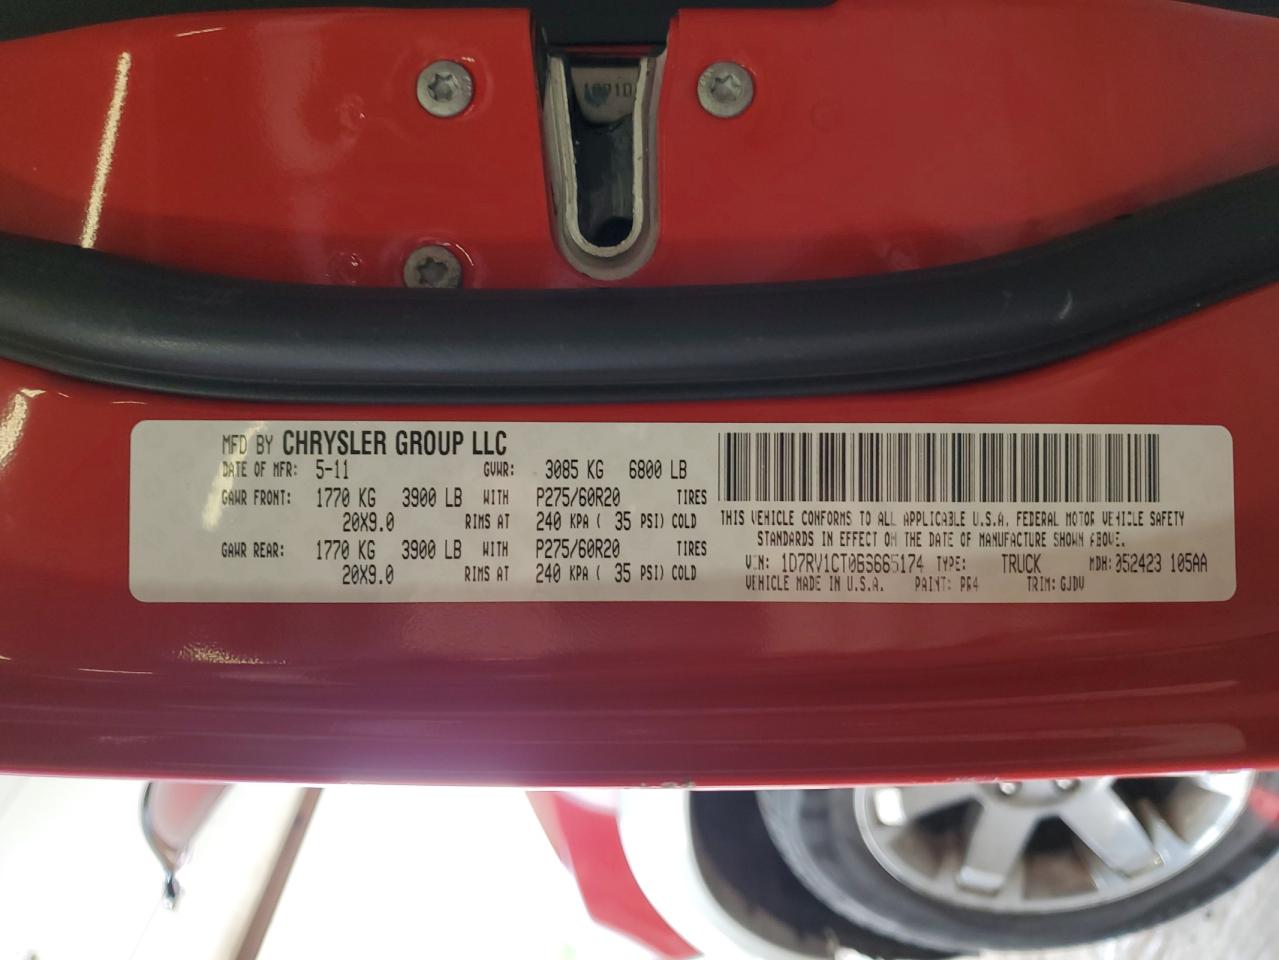 MFD BY CHRYSLER GROUP LLC
DATE OF MFR: 5-11 GVWR: 3085 KG 6800 LB
GAWR FRONT: 1770 KG 3900 LB WITH P275/60R20 TIRES
20X9.0 RIMS AT 240 KPA ( 35 PSI) COLD
GAWR REAR: 1770 KG 3900 LB WITH P275/60R20 TIRES
20X9.0 RIMS AT 240 KPA ( 35 PSI) COLD
THIS VEHICLE CONFORMS TO ALL APPLICABLE U.S.A. FEDERAL MOTOR VEHICLE SAFETY
STANDARDS IN EFFECT ON THE DATE OF MANUFACTURE SHOWN ABOVE.
VIN: 1D7RV1CT0BS665174 TYPE: TRUCK MDH: 052423 105AA
VEHICLE MADE IN U.S.A. PAINT: PR4 TRIM: GJDV